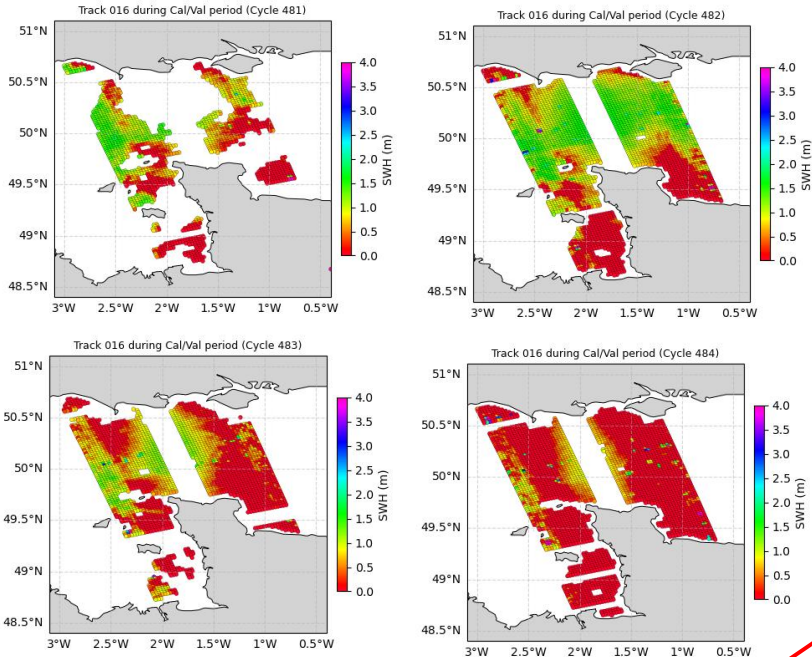 Track 016 during Cal/Val period (Cycle 481)
51°N
50.5°N
50°N
49.5°N
49°N
48.5°N
3°W
2.5°W
2°W
1.5°W
1°W
0.5°W
4.0
3.5
3.0
2.5
2.0
1.5
1.0
0.5
0.0
SWH (m)
Track 016 during Cal/Val period (Cycle 482)
51°N
50.5°N
50°N
49.5°N
49°N
48.5°N
3°W
2.5°W
2°W
1.5°W
1°W
0.5°W
4.0
3.5
3.0
2.5
2.0
1.5
1.0
0.5
0.0
SWH (m)
Track 016 during Cal/Val period (Cycle 483)
51°N
50.5°N
50°N
49.5°N
49°N
48.5°N
3°W
2.5°W
2°W
1.5°W
1°W
0.5°W
4.0
3.5
3.0
2.5
2.0
1.5
1.0
0.5
0.0
SWH (m)
Track 016 during Cal/Val period (Cycle 484)
51°N
50.5°N
50°N
49.5°N
49°N
48.5°N
3°W
2.5°W
2°W
1.5°W
1°W
0.5°W
4.0
3.5
3.0
2.5
2.0
1.5
1.0
0.5
0.0
SWH (m)